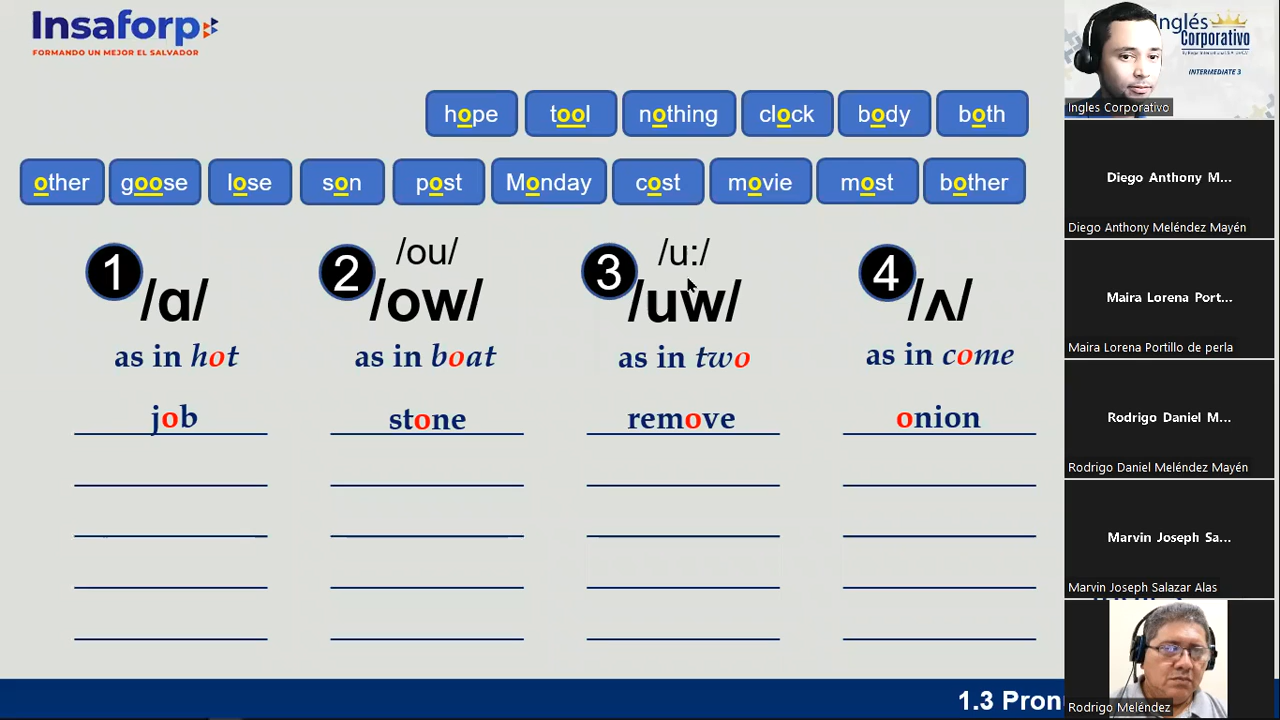 Insaforp
FORMANDO UN MEJOR EL SALVADOR
hope tool nothing clock body both
other goose lose son post Monday cost movie most bother
1 /ɑ/
as in hot
job
2 /ou/
/ow/
as in boat
stone
3 /u:/
/uw/
as in two
remove
4 /ʌ/
as in come
onion
1.3 Pron
Inglés
Corporativo
INTERMEDIATE 3
Ingles Corporativo
Diego Anthony M...
Diego Anthony Meléndez Mayén
Maira Lorena Port...
Maira Lorena Portillo de perla
Rodrigo Daniel M...
Rodrigo Daniel Meléndez Mayén
Marvin Joseph Sa...
Marvin Joseph Salazar Alas
Rodrigo Meléndez